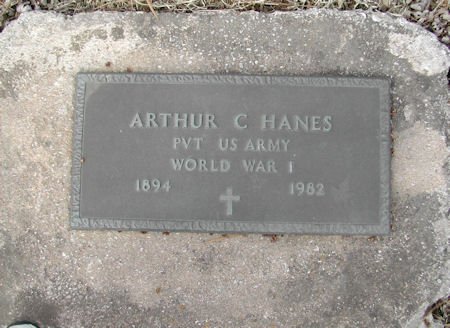 ARTHUR C HANES
PVT US ARMY
WORLD WAR I
1894 1982